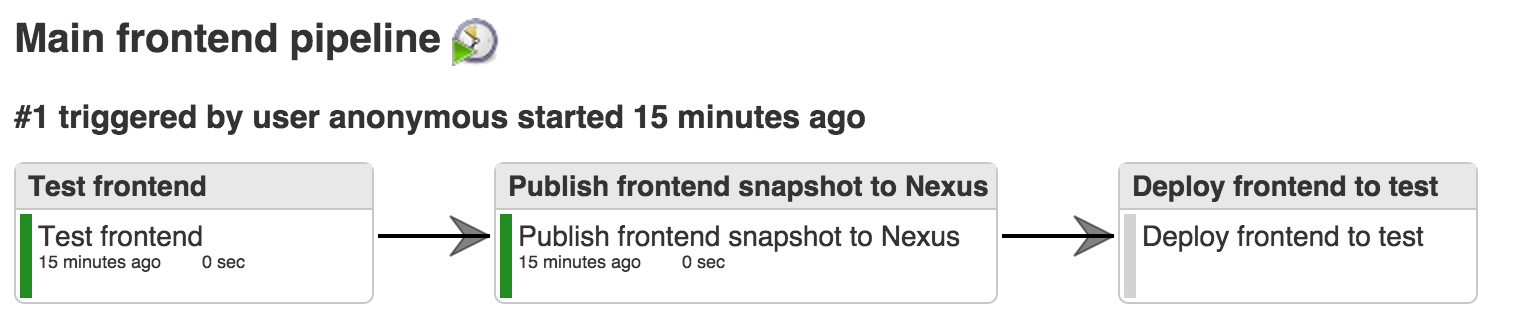 Main frontend pipeline
#1 triggered by user anonymous started 15 minutes ago
Test frontend
Test frontend
15 minutes ago 0 sec
Publish frontend snapshot to Nexus
Publish frontend snapshot to Nexus
15 minutes ago 0 sec
Deploy frontend to test
Deploy frontend to test